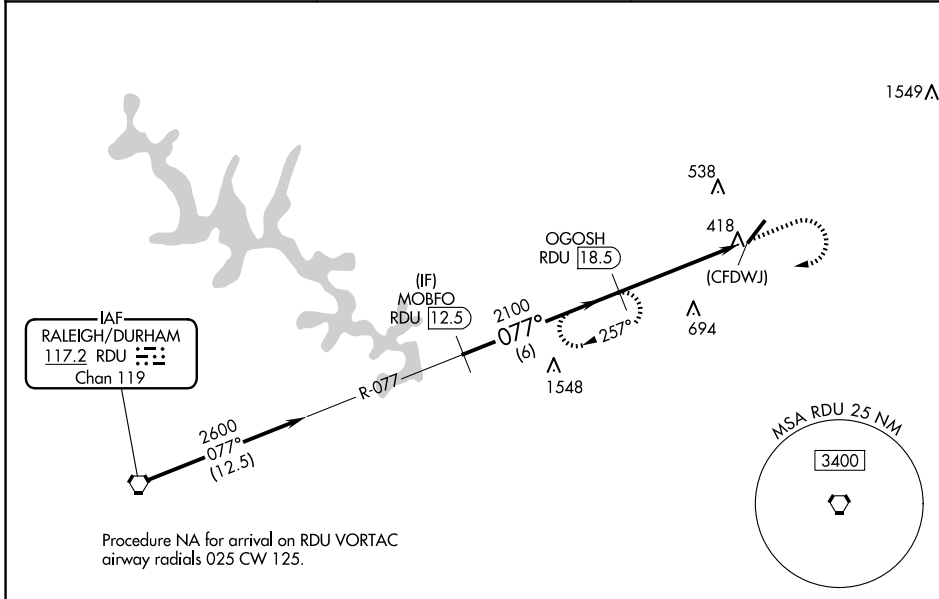 1549
538
418
OGOSH
RDU 18.5
(CFDWJ)
(IF)
MOBFO
RDU 12.5
2100
077°
(6)
257°
694
1548
IAF
RALEIGH/DURHAM
117.2 RDU
Chan 119
R-077
2600
077°
(12.5)
MSA RDU 25 NM
3400
Procedure NA for arrival on RDU VORTAC
airway radials 025 CW 125.